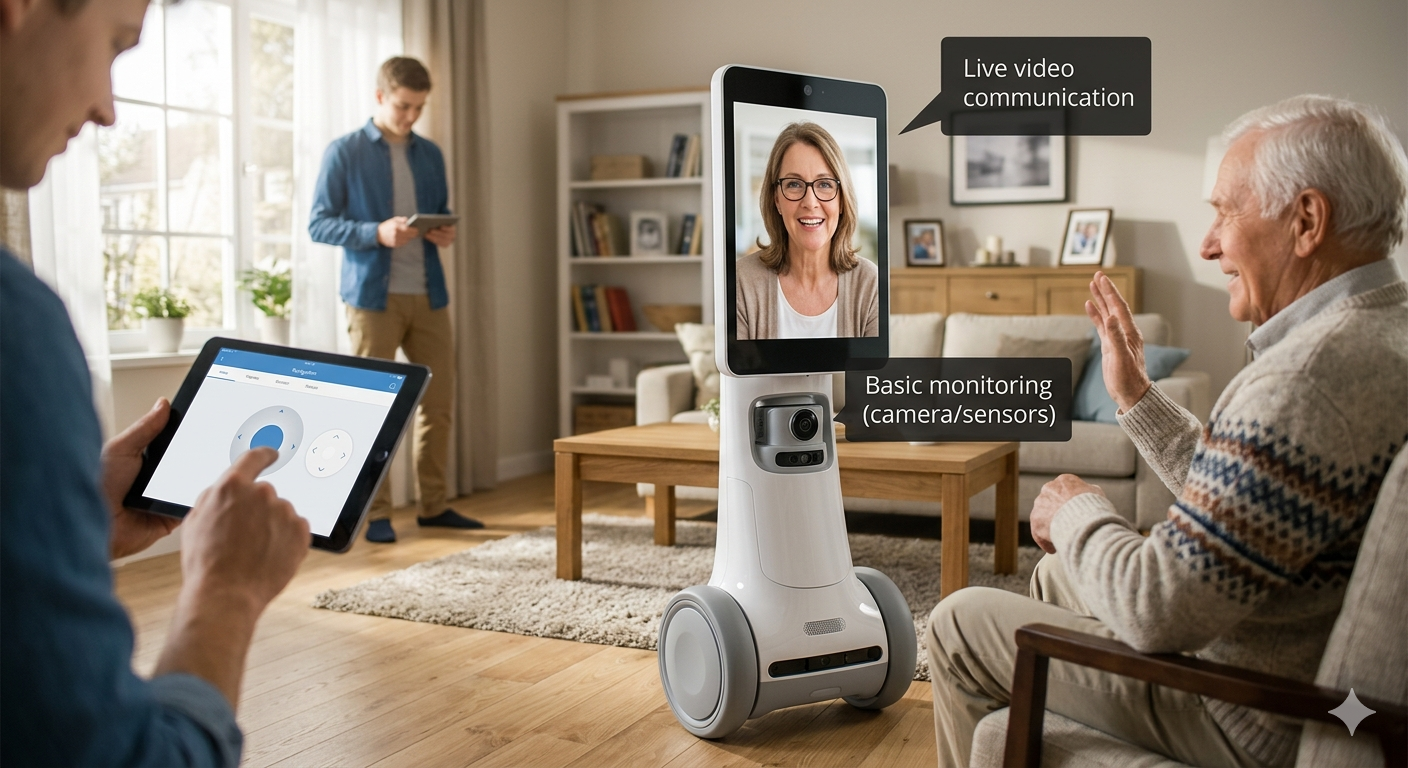 Live video
communication
Basic monitoring
(camera/sensors)